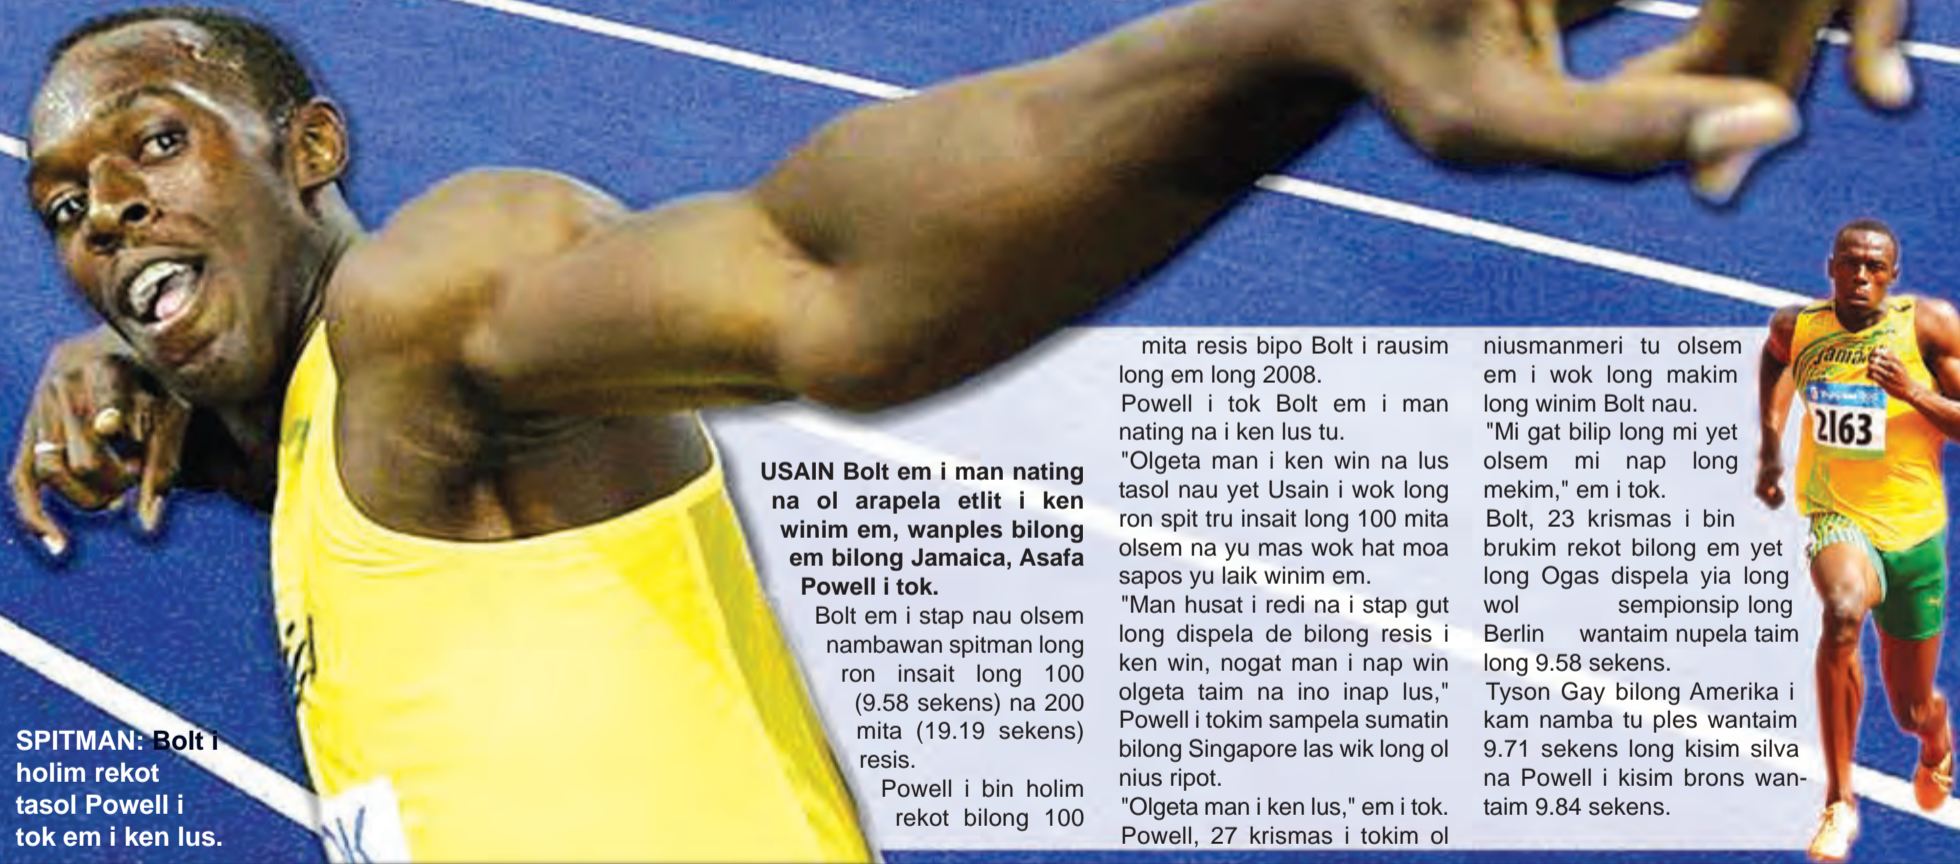 SPITMAN: Bolt i
holim rekot
tasol Powell i
tok em i ken lus.
USAIN Bolt em i man nating
na ol arapela etlit i ken
winim em, wanples bilong
em bilong Jamaica, Asafa
Powell i tok.
Bolt em i stap nau olsem
nambawan spitman long
ron insait long 100
(9.58 sekens) na 200
mita (19.19 sekens)
resis.
Powell i bin holim
rekot bilong 100
mita resis bipo Bolt i rausim
long em long 2008.
Powell i tok Bolt em i man
nating na i ken lus tu.
"Olgeta man i ken win na lus
tasol nau yet Usain i wok long
ron spit tru insait long 100 mita
olsem na yu mas wok hat moa
sapos yu laik winim em.
"Man husat i redi na i stap gut
long dispela de bilong resis i
ken win, nogat man i nap win
olgeta taim na ino inap lus,"
Powell i tokim sampela sumatin
bilong Singapore las wik long ol
nius ripot.
"Olgeta man i ken lus," em i tok.
Powell, 27 krismas i tokim ol
niusmanmeri tu olsem
em i wok long makim
long winim Bolt nau.
"Mi gat bilip long mi yet
olsem mi nap long
mekim," em i tok.
Bolt, 23 krismas i bin
brukim rekot bilong em yet
long Ogas dispela yia long
wol sempionsip long
Berlin wantaim nupela taim
long 9.58 sekens.
Tyson Gay bilong Amerika i
kam namba tu ples wantaim
9.71 sekens long kisim silva
na Powell i kisim brons wan-
taim 9.84 sekens.
2163